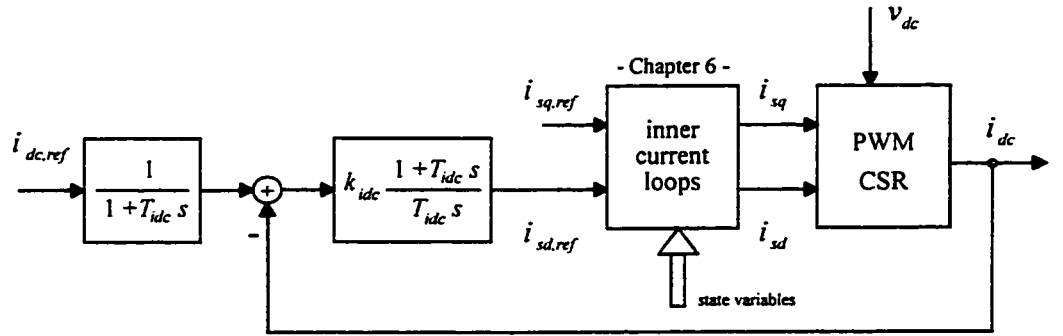 v_dc
- Chapter 6 -
i_sq,ref
i_sq
i_dc,ref
1
1 + T_idc s
+
-
k_idc
1 + T_idc s
T_idc s
inner
current
loops
PWM
CSR
i_dc
i_sd,ref
i_sd
state variables